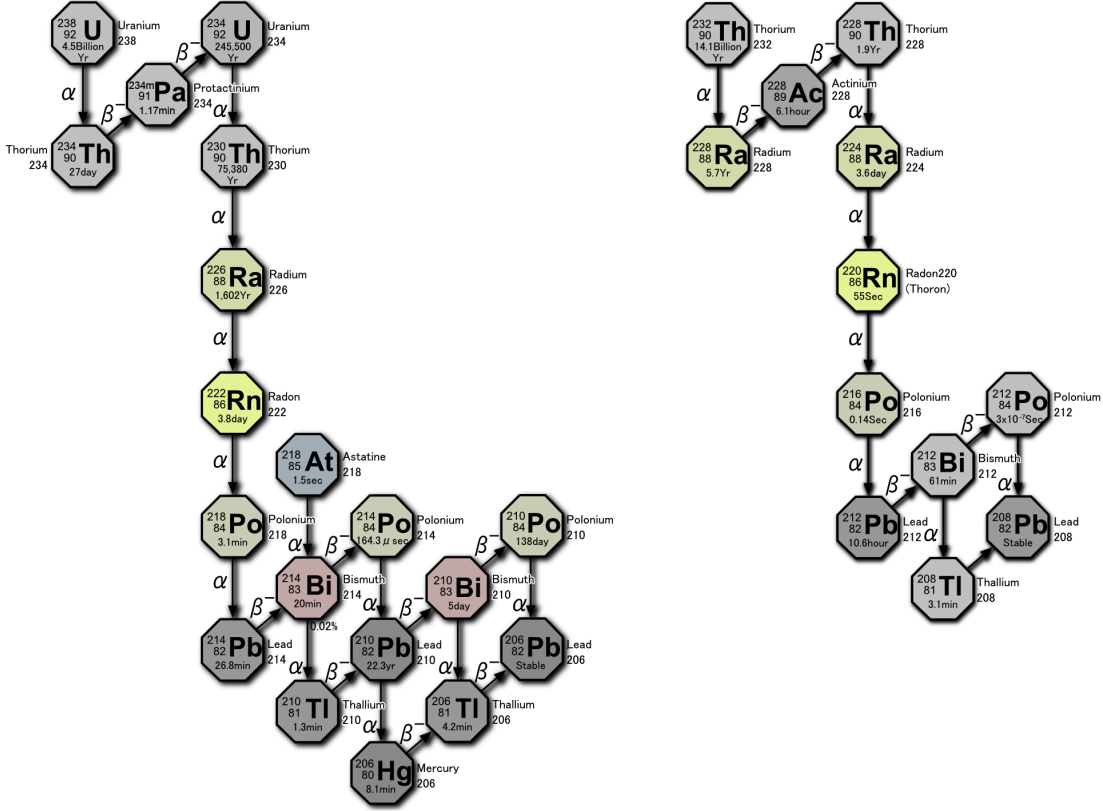 238
92 U
4.5Billion
Yr
Uranium
238
α
234
90 Th
27day
Thorium
234
β⁻
234m
91 Pa
1.17min
Protactinium
234
β⁻
234
92 U
245,500
Yr
Uranium
234
α
230
90 Th
75,380
Yr
Thorium
230
α
226
88 Ra
1,602Yr
Radium
226
α
222
86 Rn
3.8day
Radon
222
α
218
84 Po
3.1min
Polonium
218
α
214
82 Pb
26.8min
Lead
214
β⁻
218
85 At
1.5sec
Astatine
218
α
214
83 Bi
20min
Bismuth
214
0.02%
β⁻
214
84 Po
164.3 μ sec
Polonium
214
α
α
210
81 Tl
1.3min
Thallium
210
β⁻
210
82 Pb
22.3yr
Lead
210
β⁻
210
83 Bi
5day
Bismuth
210
β⁻
210
84 Po
138day
Polonium
210
α
α
206
80 Hg
8.1min
Mercury
206
β⁻
α
206
81 Tl
4.2min
Thallium
206
β⁻
206
82 Pb
Stable
Lead
206
232
90 Th
14.1Billion
Yr
Thorium
232
α
228
88 Ra
5.7Yr
Radium
228
β⁻
228
89 Ac
6.1hour
Actinium
228
β⁻
228
90 Th
1.9Yr
Thorium
228
α
224
88 Ra
3.6day
Radium
224
α
220
86 Rn
55Sec
Radon220
(Thoron)
α
216
84 Po
0.14Sec
Polonium
216
α
212
82 Pb
10.6hour
Lead
212
β⁻
212
83 Bi
61min
Bismuth
212
β⁻
212
84 Po
3x10⁻⁷Sec
Polonium
212
α
α
208
81 Tl
3.1min
Thallium
208
208
82 Pb
Stable
Lead
208